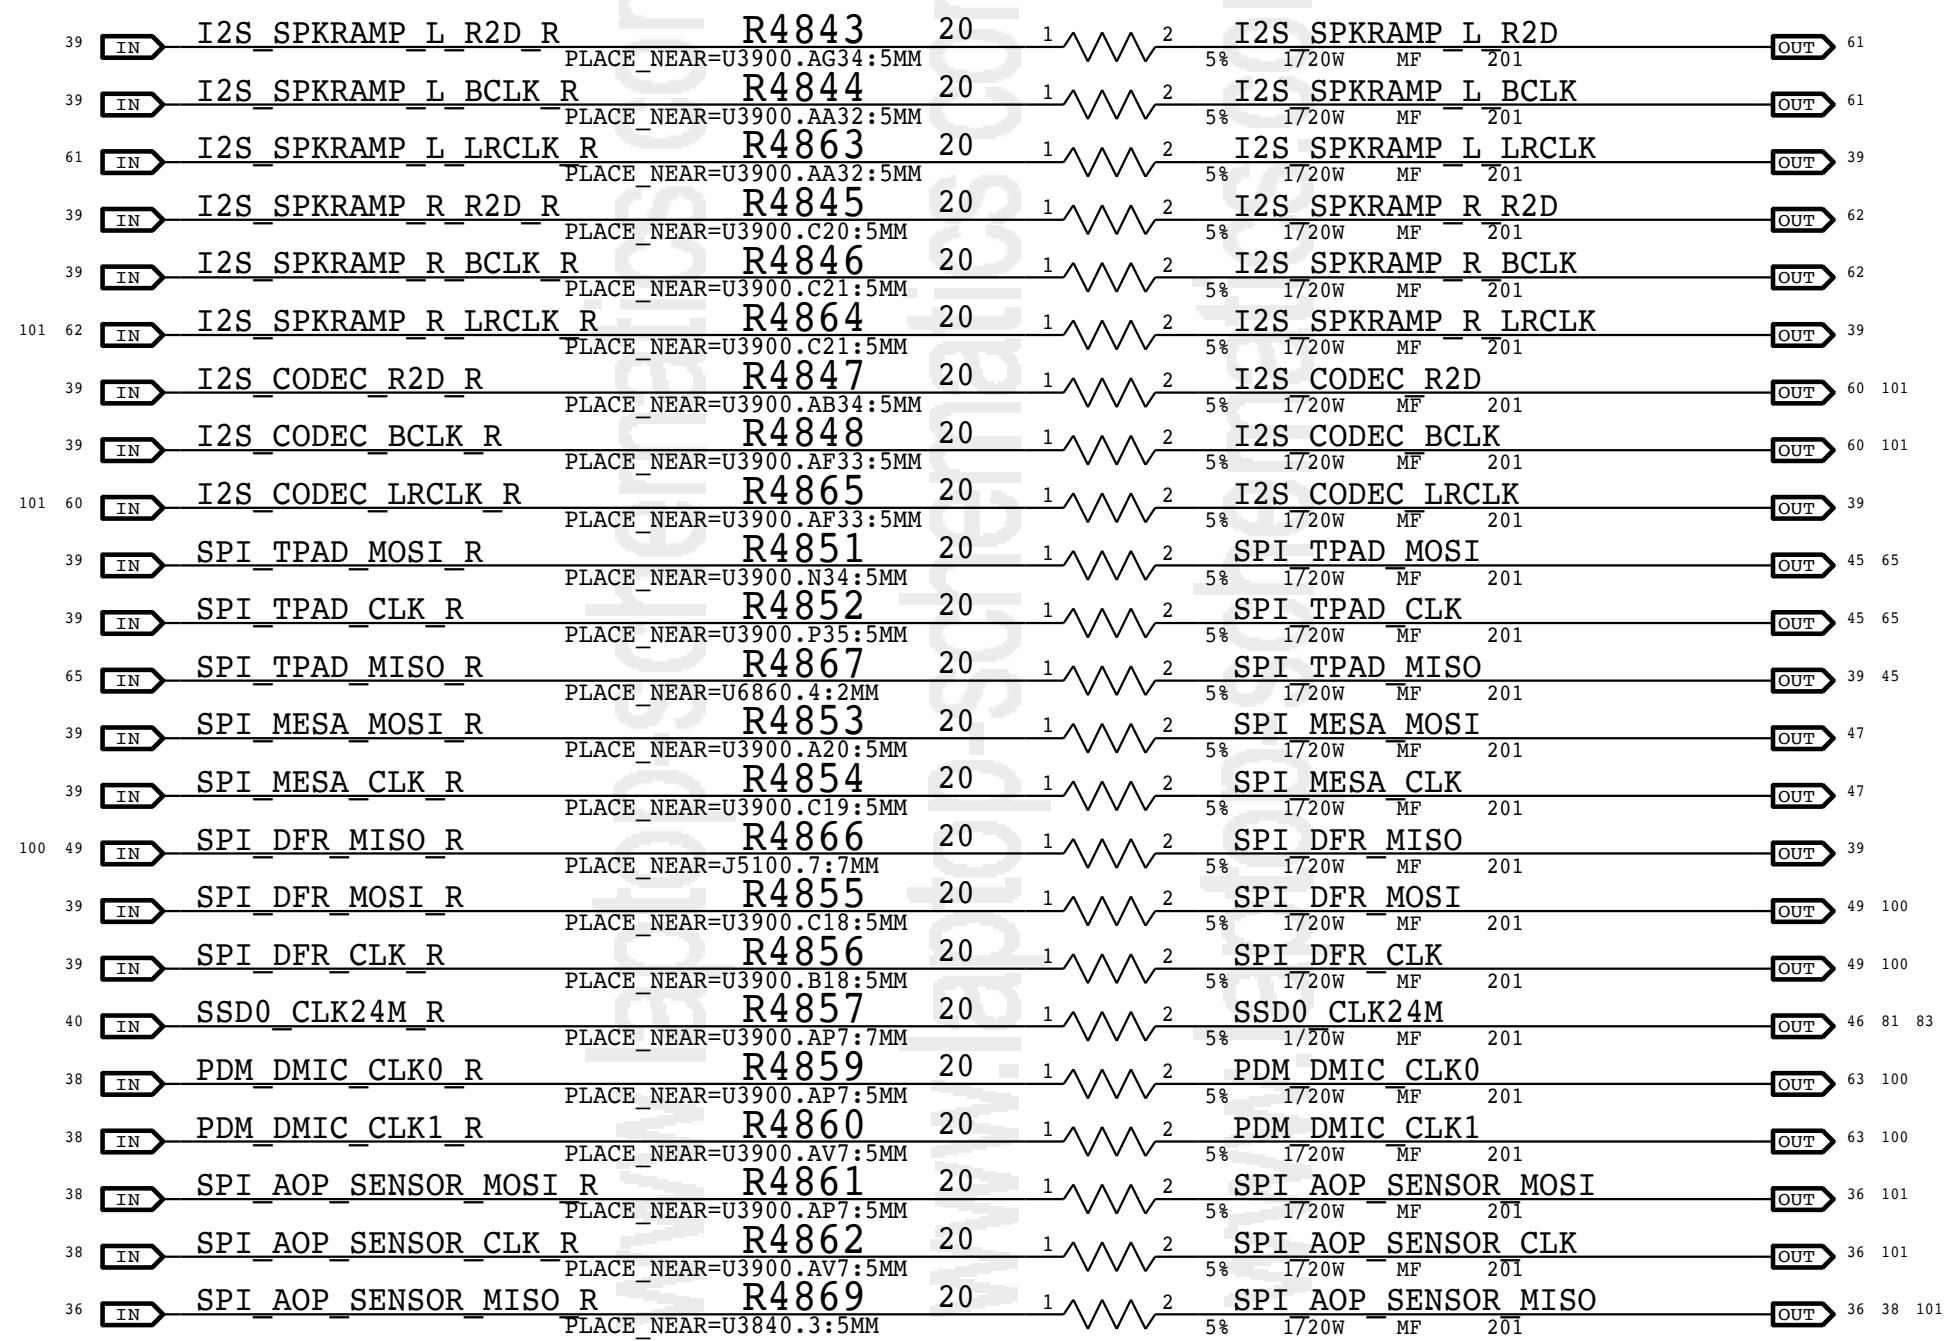 39 IN I2S_SPKRAMP_L_R2D_R R4843 20 1 2 I2S_SPKRAMP_L_R2D OUT 61
PLACE_NEAR=U3900.AG34:5MM 5% 1/20W MF 201
39 IN I2S_SPKRAMP_L_BCLK_R R4844 20 1 2 I2S_SPKRAMP_L_BCLK OUT 61
PLACE_NEAR=U3900.AA32:5MM 5% 1/20W MF 201
61 IN I2S_SPKRAMP_L_LRCLK_R R4863 20 1 2 I2S_SPKRAMP_L_LRCLK OUT 39
PLACE_NEAR=U3900.AA32:5MM 5% 1/20W MF 201
39 IN I2S_SPKRAMP_R_R2D_R R4845 20 1 2 I2S_SPKRAMP_R_R2D OUT 62
PLACE_NEAR=U3900.C20:5MM 5% 1/20W MF 201
39 IN I2S_SPKRAMP_R_BCLK_R R4846 20 1 2 I2S_SPKRAMP_R_BCLK OUT 62
PLACE_NEAR=U3900.C21:5MM 5% 1/20W MF 201
101 62 IN I2S_SPKRAMP_R_LRCLK_R R4864 20 1 2 I2S_SPKRAMP_R_LRCLK OUT 39
PLACE_NEAR=U3900.C21:5MM 5% 1/20W MF 201
39 IN I2S_CODEC_R2D_R R4847 20 1 2 I2S_CODEC_R2D OUT 60 101
PLACE_NEAR=U3900.AB34:5MM 5% 1/20W MF 201
39 IN I2S_CODEC_BCLK_R R4848 20 1 2 I2S_CODEC_BCLK OUT 60 101
PLACE_NEAR=U3900.AF33:5MM 5% 1/20W MF 201
101 60 IN I2S_CODEC_LRCLK_R R4865 20 1 2 I2S_CODEC_LRCLK OUT 39
PLACE_NEAR=U3900.AF33:5MM 5% 1/20W MF 201
39 IN SPI_TPAD_MOSI_R R4851 20 1 2 SPI_TPAD_MOSI OUT 45 65
PLACE_NEAR=U3900.N34:5MM 5% 1/20W MF 201
39 IN SPI_TPAD_CLK_R R4852 20 1 2 SPI_TPAD_CLK OUT 45 65
PLACE_NEAR=U3900.P35:5MM 5% 1/20W MF 201
65 IN SPI_TPAD_MISO_R R4867 20 1 2 SPI_TPAD_MISO OUT 39 45
PLACE_NEAR=U6860.4:2MM 5% 1/20W MF 201
39 IN SPI_MESA_MOSI_R R4853 20 1 2 SPI_MESA_MOSI OUT 47
PLACE_NEAR=U3900.A20:5MM 5% 1/20W MF 201
39 IN SPI_MESA_CLK_R R4854 20 1 2 SPI_MESA_CLK OUT 47
PLACE_NEAR=U3900.C19:5MM 5% 1/20W MF 201
100 49 IN SPI_DFR_MISO_R R4866 20 1 2 SPI_DFR_MISO OUT 39
PLACE_NEAR=J5100.7:7MM 5% 1/20W MF 201
39 IN SPI_DFR_MOSI_R R4855 20 1 2 SPI_DFR_MOSI OUT 49 100
PLACE_NEAR=U3900.C18:5MM 5% 1/20W MF 201
39 IN SPI_DFR_CLK_R R4856 20 1 2 SPI_DFR_CLK OUT 49 100
PLACE_NEAR=U3900.B18:5MM 5% 1/20W MF 201
40 IN SSD0_CLK24M_R R4857 20 1 2 SSD0_CLK24M OUT 46 81 83
PLACE_NEAR=U3900.AP7:7MM 5% 1/20W MF 201
38 IN PDM_DMIC_CLK0_R R4859 20 1 2 PDM_DMIC_CLK0 OUT 63 100
PLACE_NEAR=U3900.AP7:5MM 5% 1/20W MF 201
38 IN PDM_DMIC_CLK1_R R4860 20 1 2 PDM_DMIC_CLK1 OUT 63 100
PLACE_NEAR=U3900.AV7:5MM 5% 1/20W MF 201
38 IN SPI_AOP_SENSOR_MOSI_R R4861 20 1 2 SPI_AOP_SENSOR_MOSI OUT 36 101
PLACE_NEAR=U3900.AP7:5MM 5% 1/20W MF 201
38 IN SPI_AOP_SENSOR_CLK_R R4862 20 1 2 SPI_AOP_SENSOR_CLK OUT 36 101
PLACE_NEAR=U3900.AV7:5MM 5% 1/20W MF 201
36 IN SPI_AOP_SENSOR_MISO_R R4869 20 1 2 SPI_AOP_SENSOR_MISO OUT 36 38 101
PLACE_NEAR=U3840.3:5MM 5% 1/20W MF 201
www.laptop-schematics.com
www.laptop-schematics.com
www.laptop-schematics.com